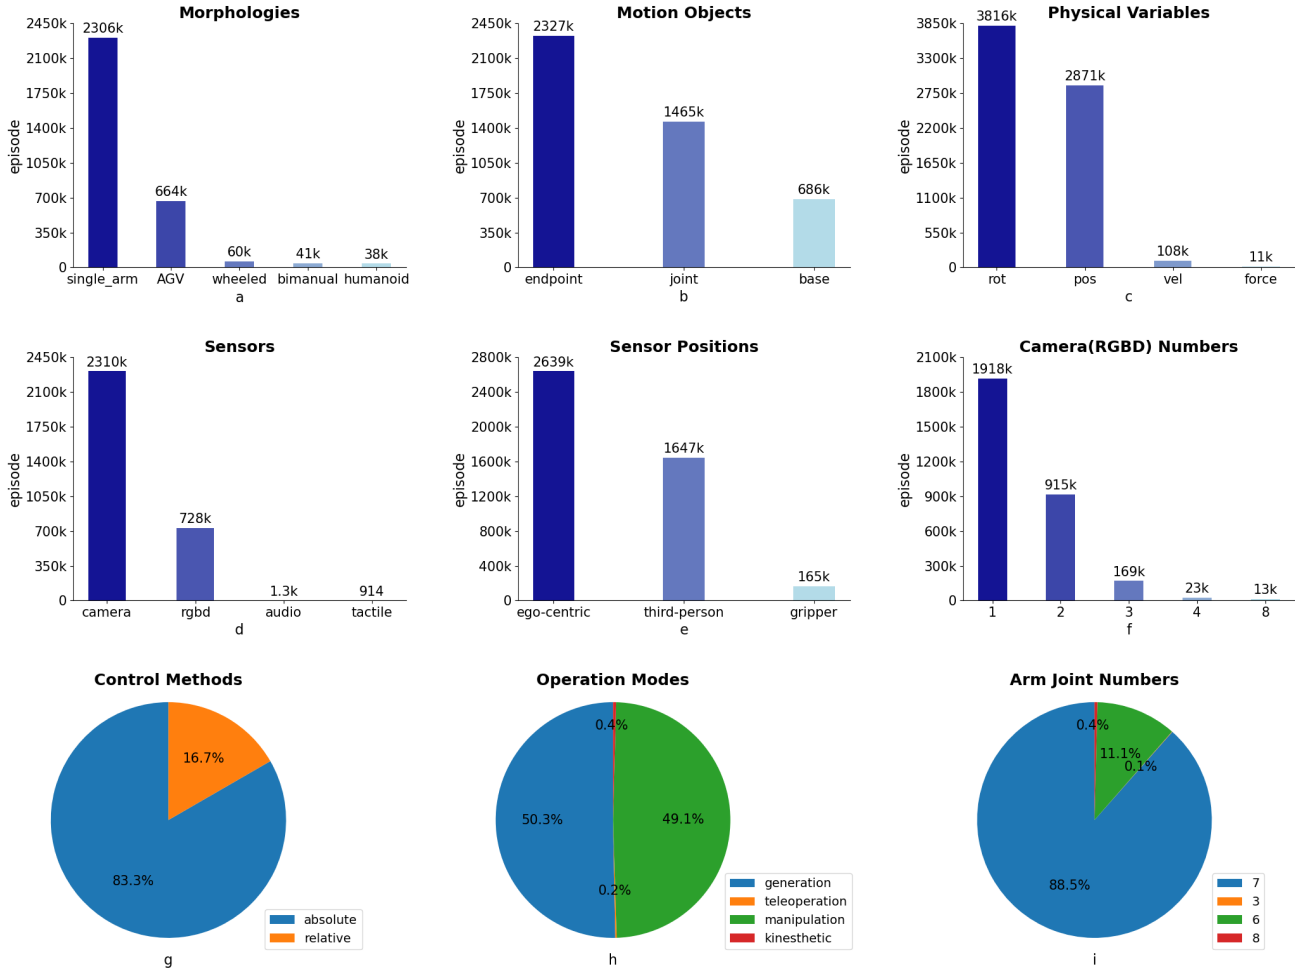 Morphologies
2450k
2100k
1750k
1400k
1050k
700k
350k
0
episode
2306k
664k
60k
41k
38k
single_arm AGV wheeled bimanual humanoid
a
Motion Objects
2450k
2100k
1750k
1400k
1050k
700k
350k
0
episode
2327k
1465k
686k
endpoint joint base
b
Physical Variables
3850k
3300k
2750k
2200k
1650k
1100k
550k
0
episode
3816k
2871k
108k
11k
rot pos vel force
c
Sensors
2450k
2100k
1750k
1400k
1050k
700k
350k
0
episode
2310k
728k
1.3k
914
camera rgbd audio tactile
d
Sensor Positions
2800k
2400k
2000k
1600k
1200k
800k
400k
0
episode
2639k
1647k
165k
ego-centric third-person gripper
e
Camera(RGBD) Numbers
2100k
1800k
1500k
1200k
900k
600k
300k
0
episode
1918k
915k
169k
23k
13k
1 2 3 4 8
f
Control Methods
16.7%
83.3%
absolute
relative
g
Operation Modes
0.4%
50.3%
49.1%
0.2%
generation
teleoperation
manipulation
kinesthetic
h
Arm Joint Numbers
0.4%
11.1%
0.1%
88.5%
7
3
6
8
i